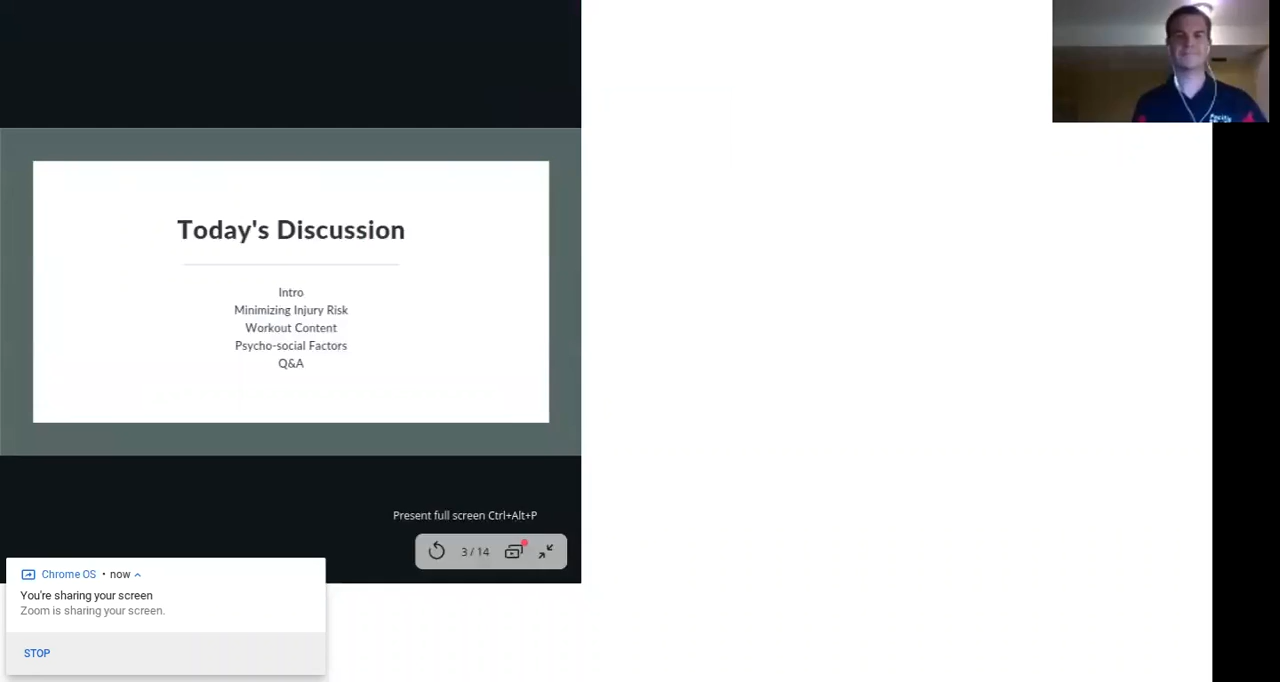 Today's Discussion
Intro
Minimizing Injury Risk
Workout Content
Psycho-social Factors
Q&A
Present full screen Ctrl+Alt+P
3 / 14
Chrome OS • now
You're sharing your screen
Zoom is sharing your screen.
STOP